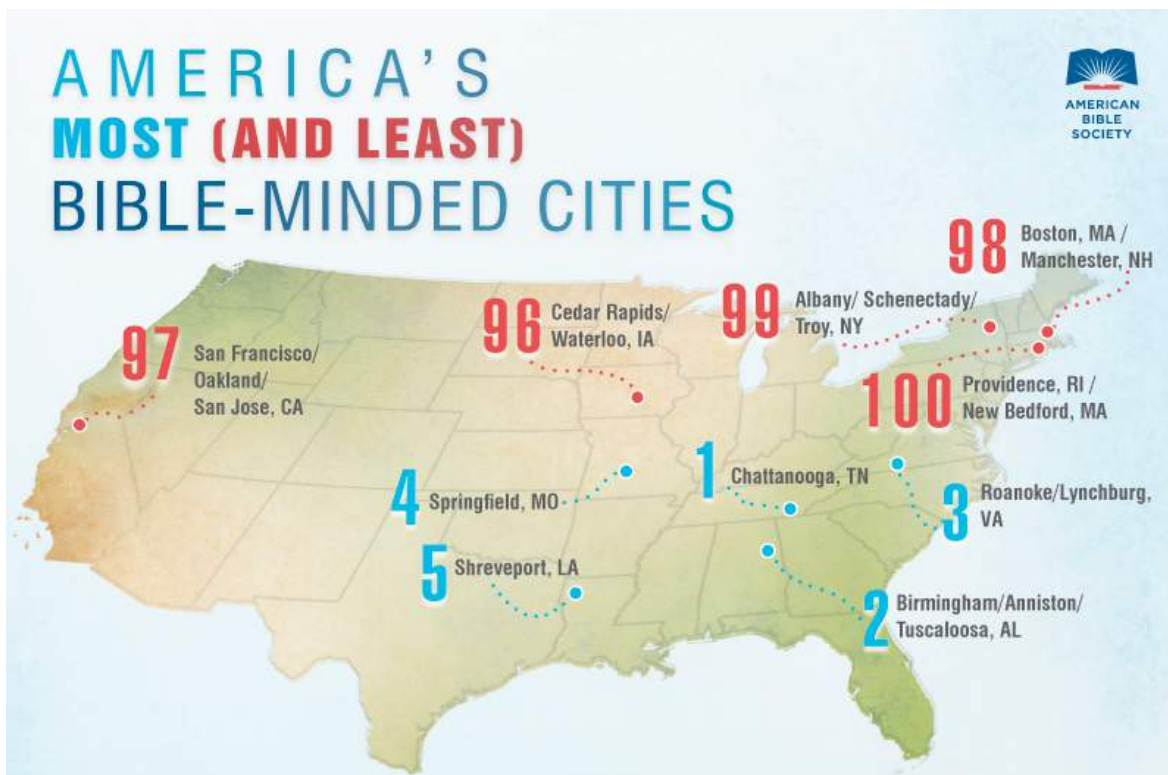 AMERICA'S
MOST (AND LEAST)
BIBLE-MINDED CITIES
AMERICAN
BIBLE
SOCIETY
98
Boston, MA /
Manchester, NH
99
Albany/ Schenectady/
Troy, NY
96
Cedar Rapids/
Waterloo, IA
97
San Francisco/
Oakland/
San Jose, CA
100
Providence, RI /
New Bedford, MA
1
Chattanooga, TN
4
Springfield, MO
3
Roanoke/Lynchburg,
VA
5
Shreveport, LA
2
Birmingham/Anniston/
Tuscaloosa, AL